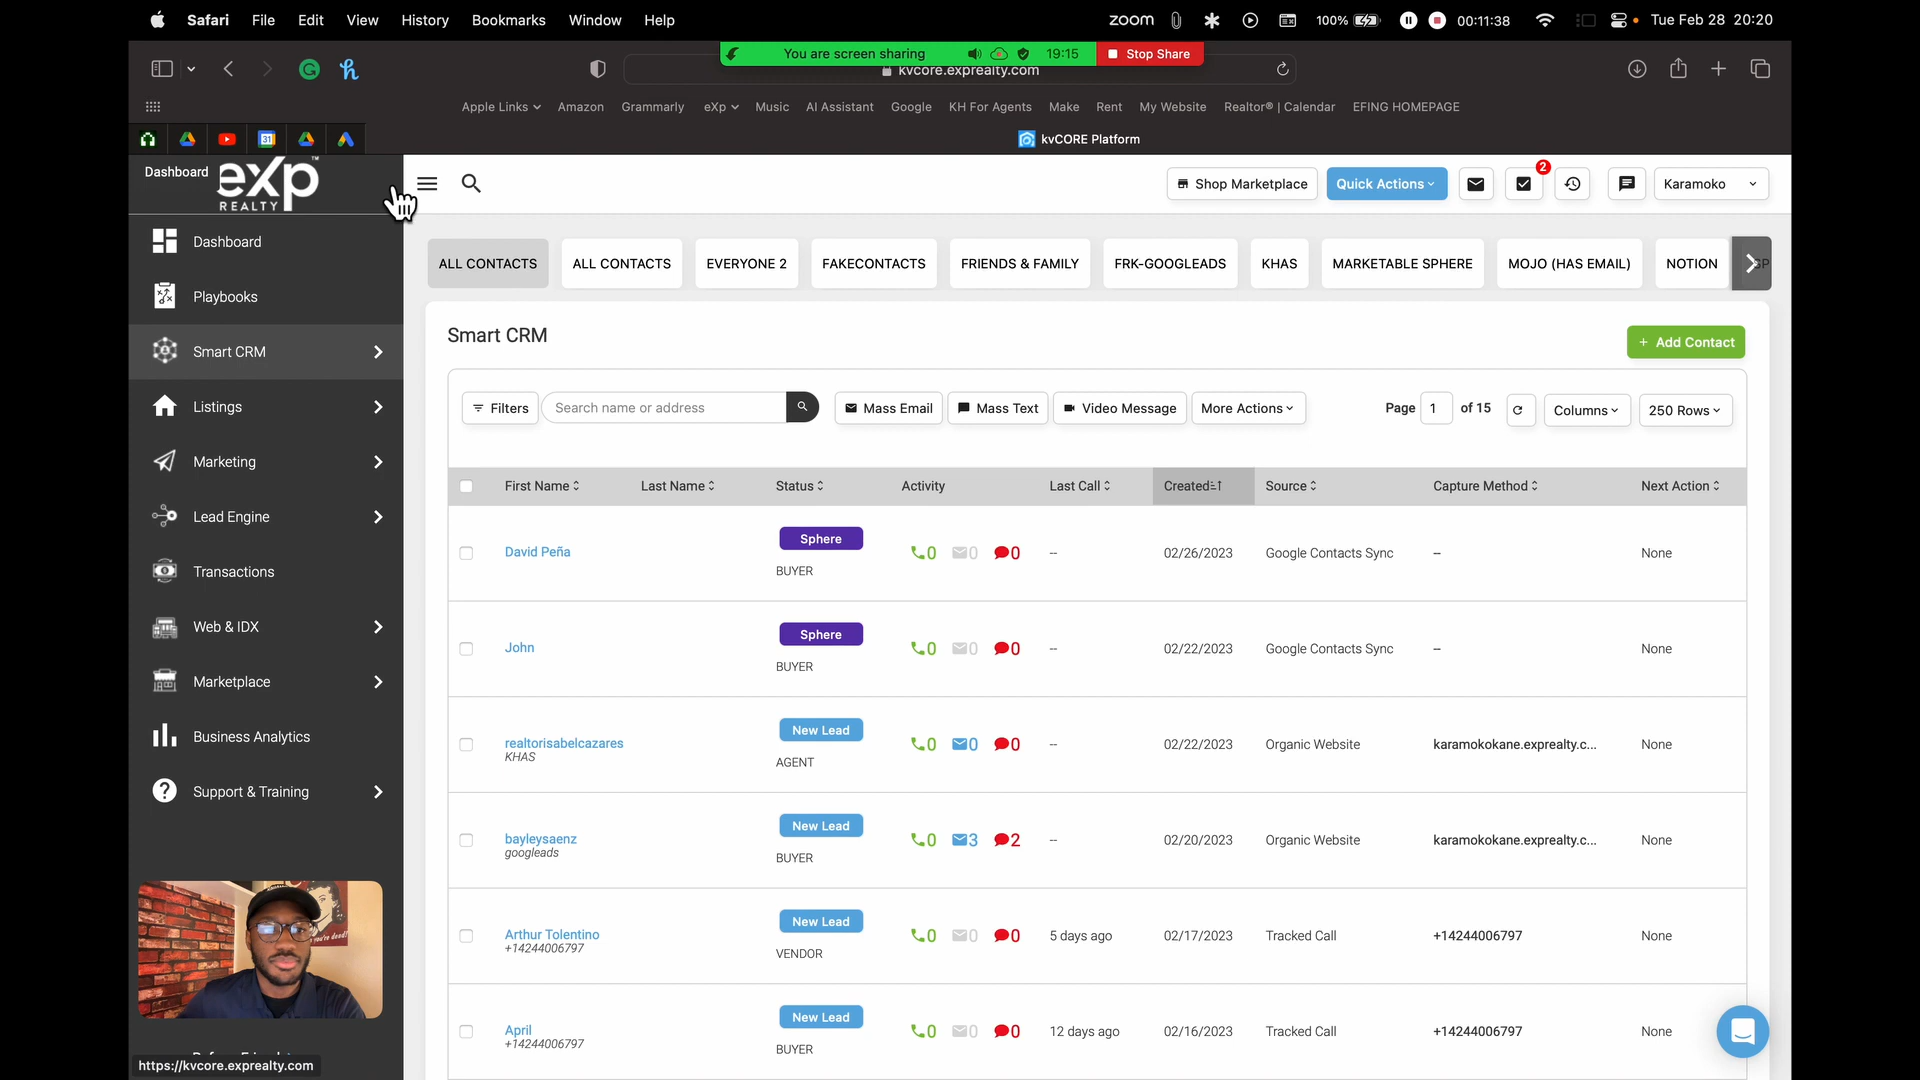 Safari File Edit View History Bookmarks Window Help zoom 100% 00:11:38 Tue Feb 28 20:20
You are screen sharing 19:15 Stop Share
kvcore.exprealty.com
Apple Links Amazon Grammarly eXp Music AI Assistant Google KH For Agents Make Rent My Website Realtor® | Calendar EFING HOMEPAGE
31 kvCORE Platform
Dashboard eXp REALTY ™
Shop Marketplace Quick Actions 2 Karamoko
Dashboard
Playbooks
Smart CRM
Listings
Marketing
Lead Engine
Transactions
Web & IDX
Marketplace
Business Analytics
Support & Training
you're dead!
https://kvcore.exprealty.com
ALL CONTACTS ALL CONTACTS EVERYONE 2 FAKECONTACTS FRIENDS & FAMILY FRK-GOOGLEADS KHAS MARKETABLE SPHERE MOJO (HAS EMAIL) NOTION
Smart CRM
+ Add Contact
Filters Search name or address Mass Email Mass Text Video Message More Actions Page 1 of 15 Columns 250 Rows
First Name Last Name Status Activity Last Call Created Source Capture Method Next Action
David Peña Sphere BUYER 0 0 0 -- 02/26/2023 Google Contacts Sync -- None
John Sphere BUYER 0 0 0 -- 02/22/2023 Google Contacts Sync -- None
realtorisabelcazares KHAS New Lead AGENT 0 0 0 -- 02/22/2023 Organic Website karamokokane.exprealty.c... None
bayleysaenz googleads New Lead BUYER 0 3 2 -- 02/20/2023 Organic Website karamokokane.exprealty.c... None
Arthur Tolentino +14244006797 New Lead VENDOR 0 0 0 5 days ago 02/17/2023 Tracked Call +14244006797 None
April +14244006797 New Lead BUYER 0 0 0 12 days ago 02/16/2023 Tracked Call +14244006797 None